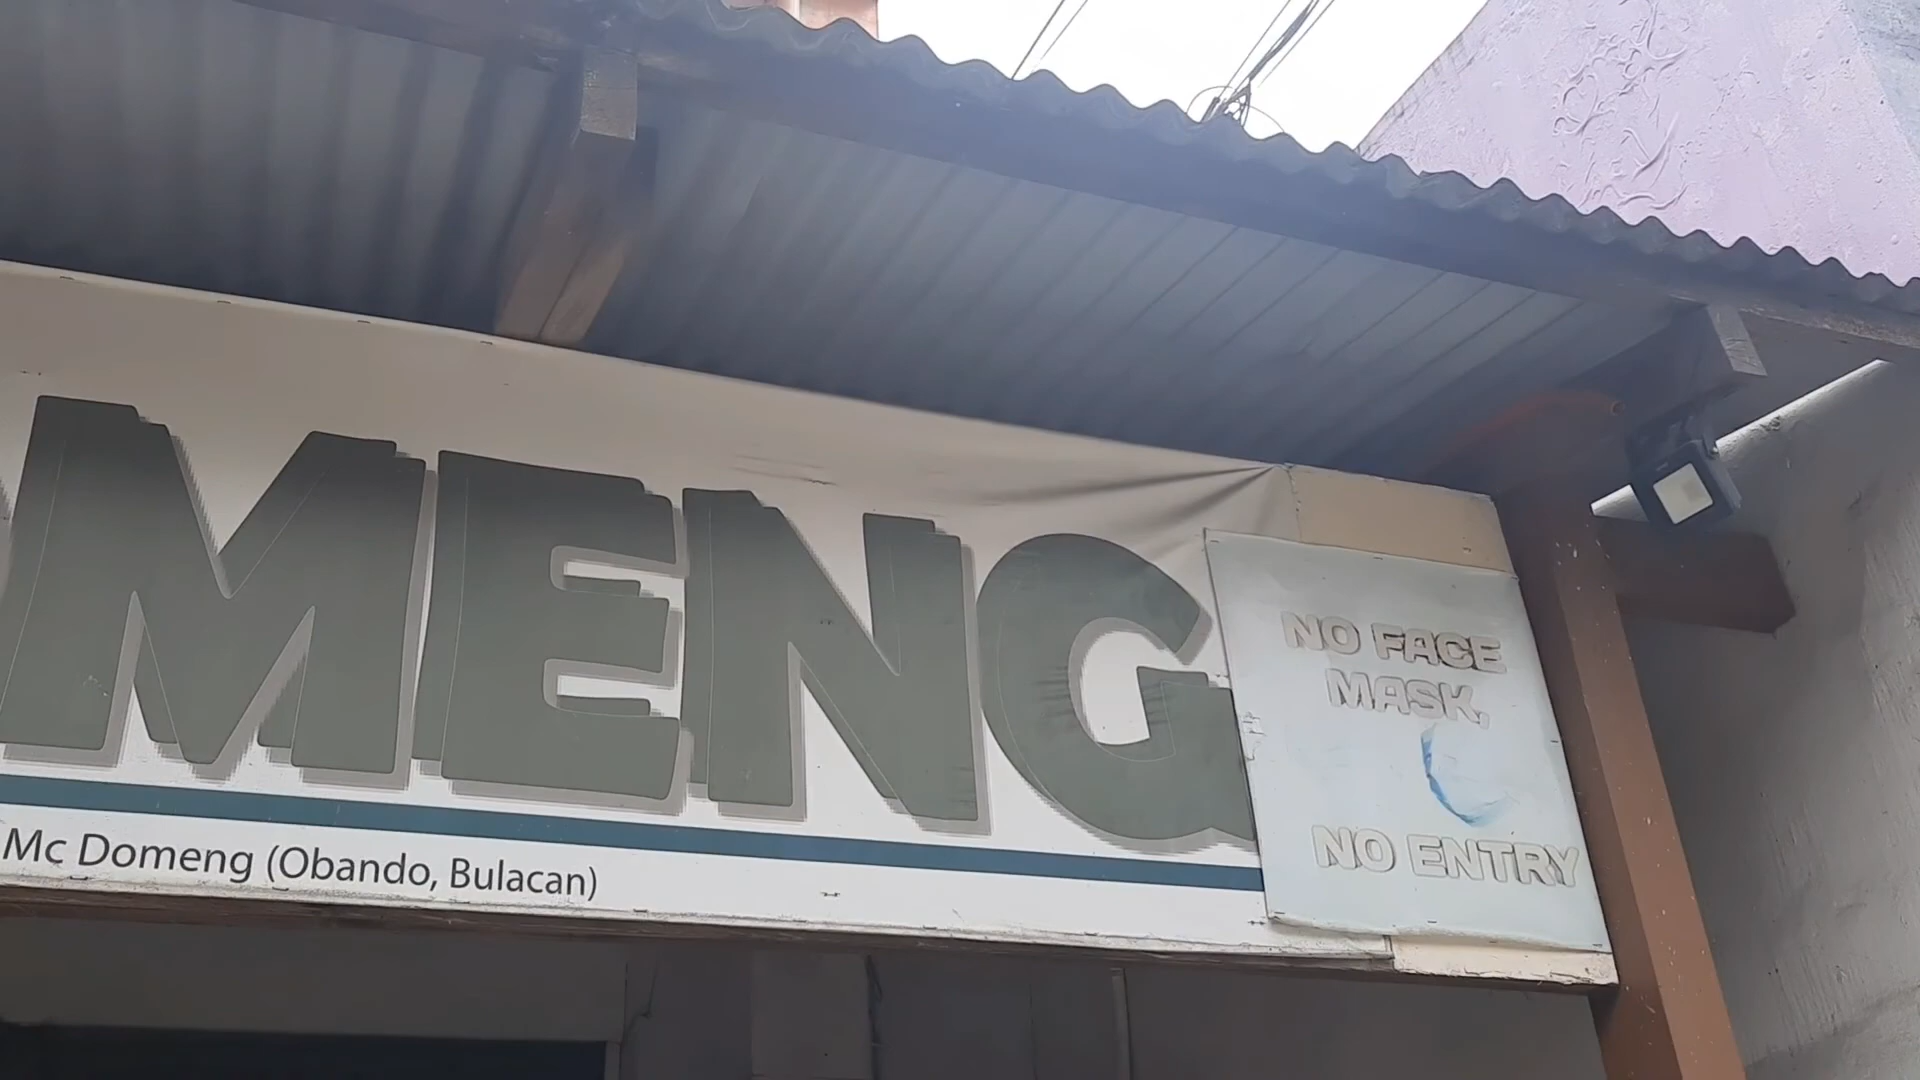 MENG
Mc Domeng (Obando, Bulacan)
NO FACE
MASK,
NO ENTRY